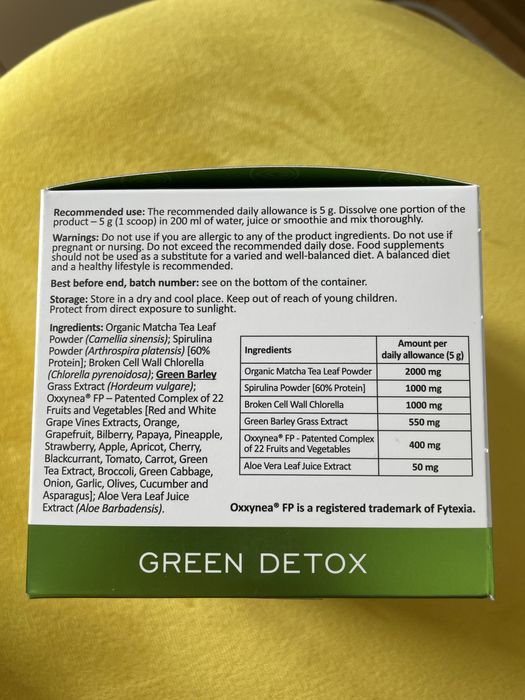 Recommended use: The recommended daily allowance is 5 g. Dissolve one portion of the
product – 5 g (1 scoop) in 200 ml of water, juice or smoothie and mix thoroughly.
Warnings: Do not use if you are allergic to any of the product ingredients. Do not use if
pregnant or nursing. Do not exceed the recommended daily dose. Food supplements
should not be used as a substitute for a varied and well-balanced diet. A balanced diet
and a healthy lifestyle is recommended.
Best before end, batch number: see on the bottom of the container.
Storage: Store in a dry and cool place. Keep out of reach of young children.
Protect from direct exposure to sunlight.
Ingredients: Organic Matcha Tea Leaf
Powder (Camellia sinensis); Spirulina
Powder (Arthrospira platensis) [60%
Protein]; Broken Cell Wall Chlorella
(Chlorella pyrenoidosa); Green Barley
Grass Extract (Hordeum vulgare);
Oxxynea® FP – Patented Complex of 22
Fruits and Vegetables [Red and White
Grape Vines Extracts, Orange,
Grapefruit, Bilberry, Papaya, Pineapple,
Strawberry, Apple, Apricot, Cherry,
Blackcurrant, Tomato, Carrot, Green
Tea Extract, Broccoli, Green Cabbage,
Onion, Garlic, Olives, Cucumber and
Asparagus]; Aloe Vera Leaf Juice
Extract (Aloe Barbadensis).
Ingredients Amount per
daily allowance (5 g)
Organic Matcha Tea Leaf Powder 2000 mg
Spirulina Powder [60% Protein] 1000 mg
Broken Cell Wall Chlorella 1000 mg
Green Barley Grass Extract 550 mg
Oxxynea® FP - Patented Complex
of 22 Fruits and Vegetables 400 mg
Aloe Vera Leaf Juice Extract 50 mg
Oxxynea® FP is a registered trademark of Fytexia.
GREEN DETOX